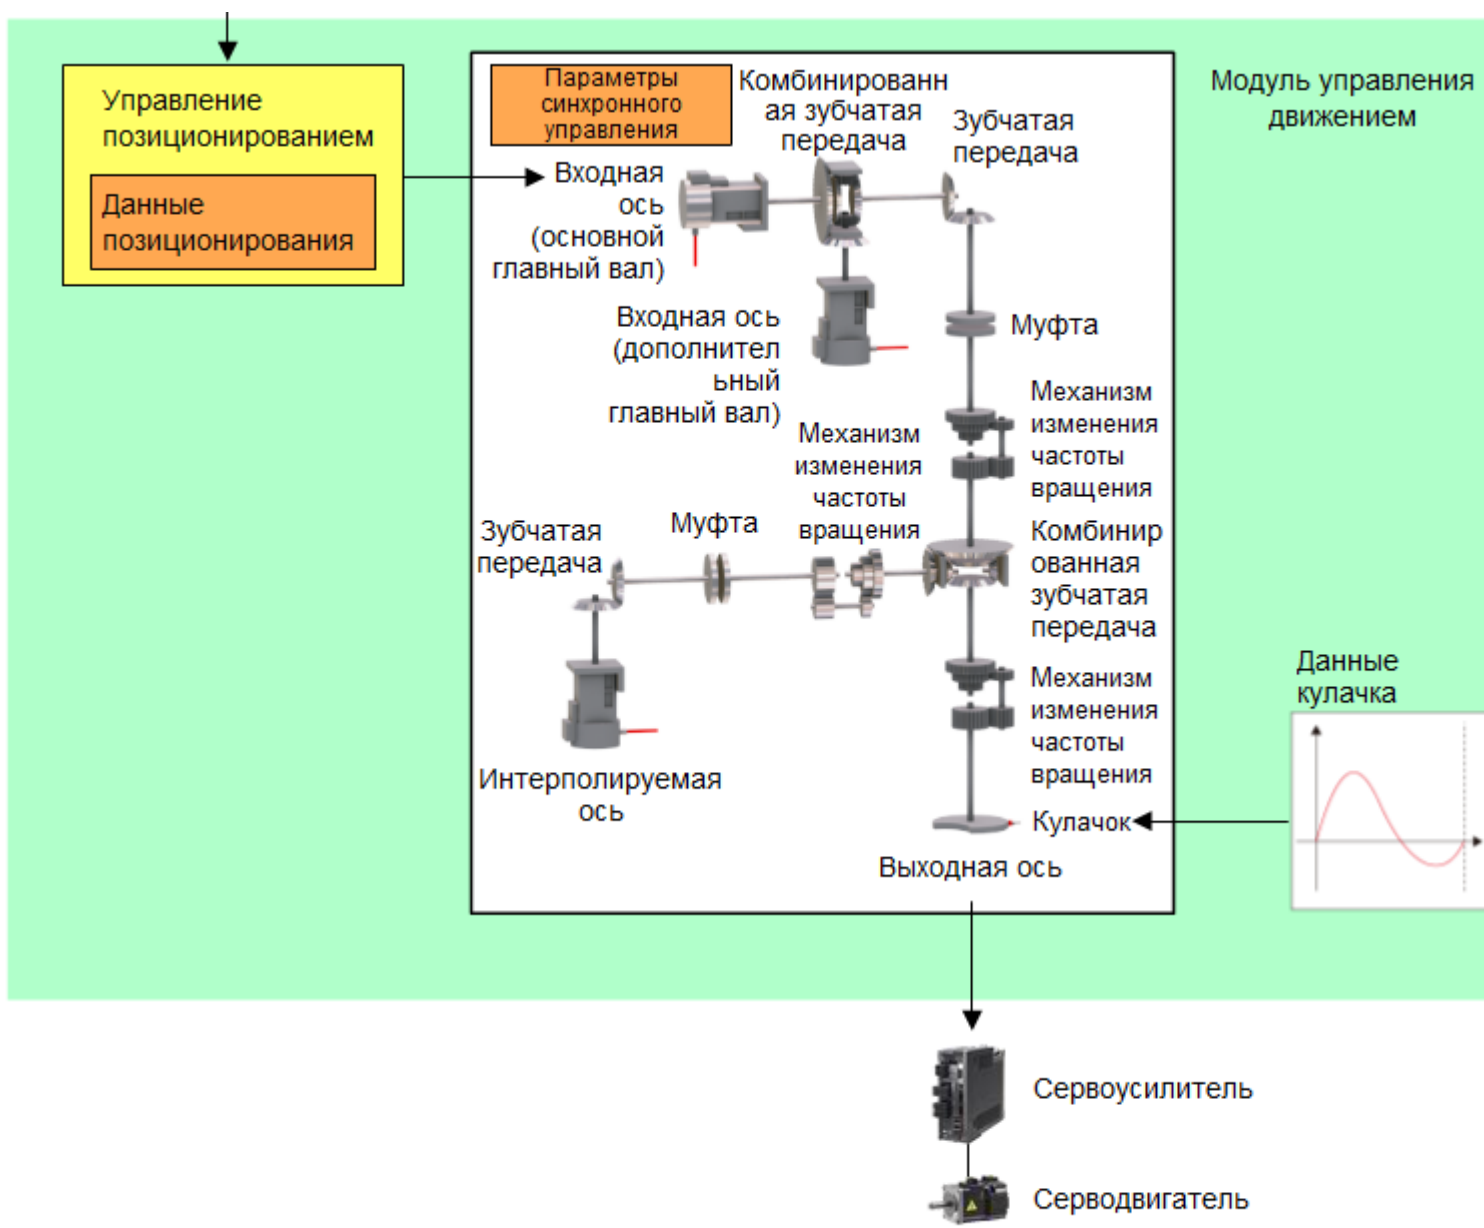 Управление
позиционированием
Данные
позиционирования
Параметры
синхронного
управления
Комбинированн
ая зубчатая
передача
Зубчатая
передача
Модуль управления
движением
Входная
ось
(основной
главный вал)
Входная ось
(дополнител
ьный
главный вал)
Муфта
Механизм
изменения
частоты
вращения
Механизм
изменения
частоты
вращения
Зубчатая
передача
Муфта
Комбинир
ованная
зубчатая
передача
Механизм
изменения
частоты
вращения
Интерполируемая
ось
Кулачок
Данные
кулачка
Выходная ось
Сервоусилитель
Серводвигатель